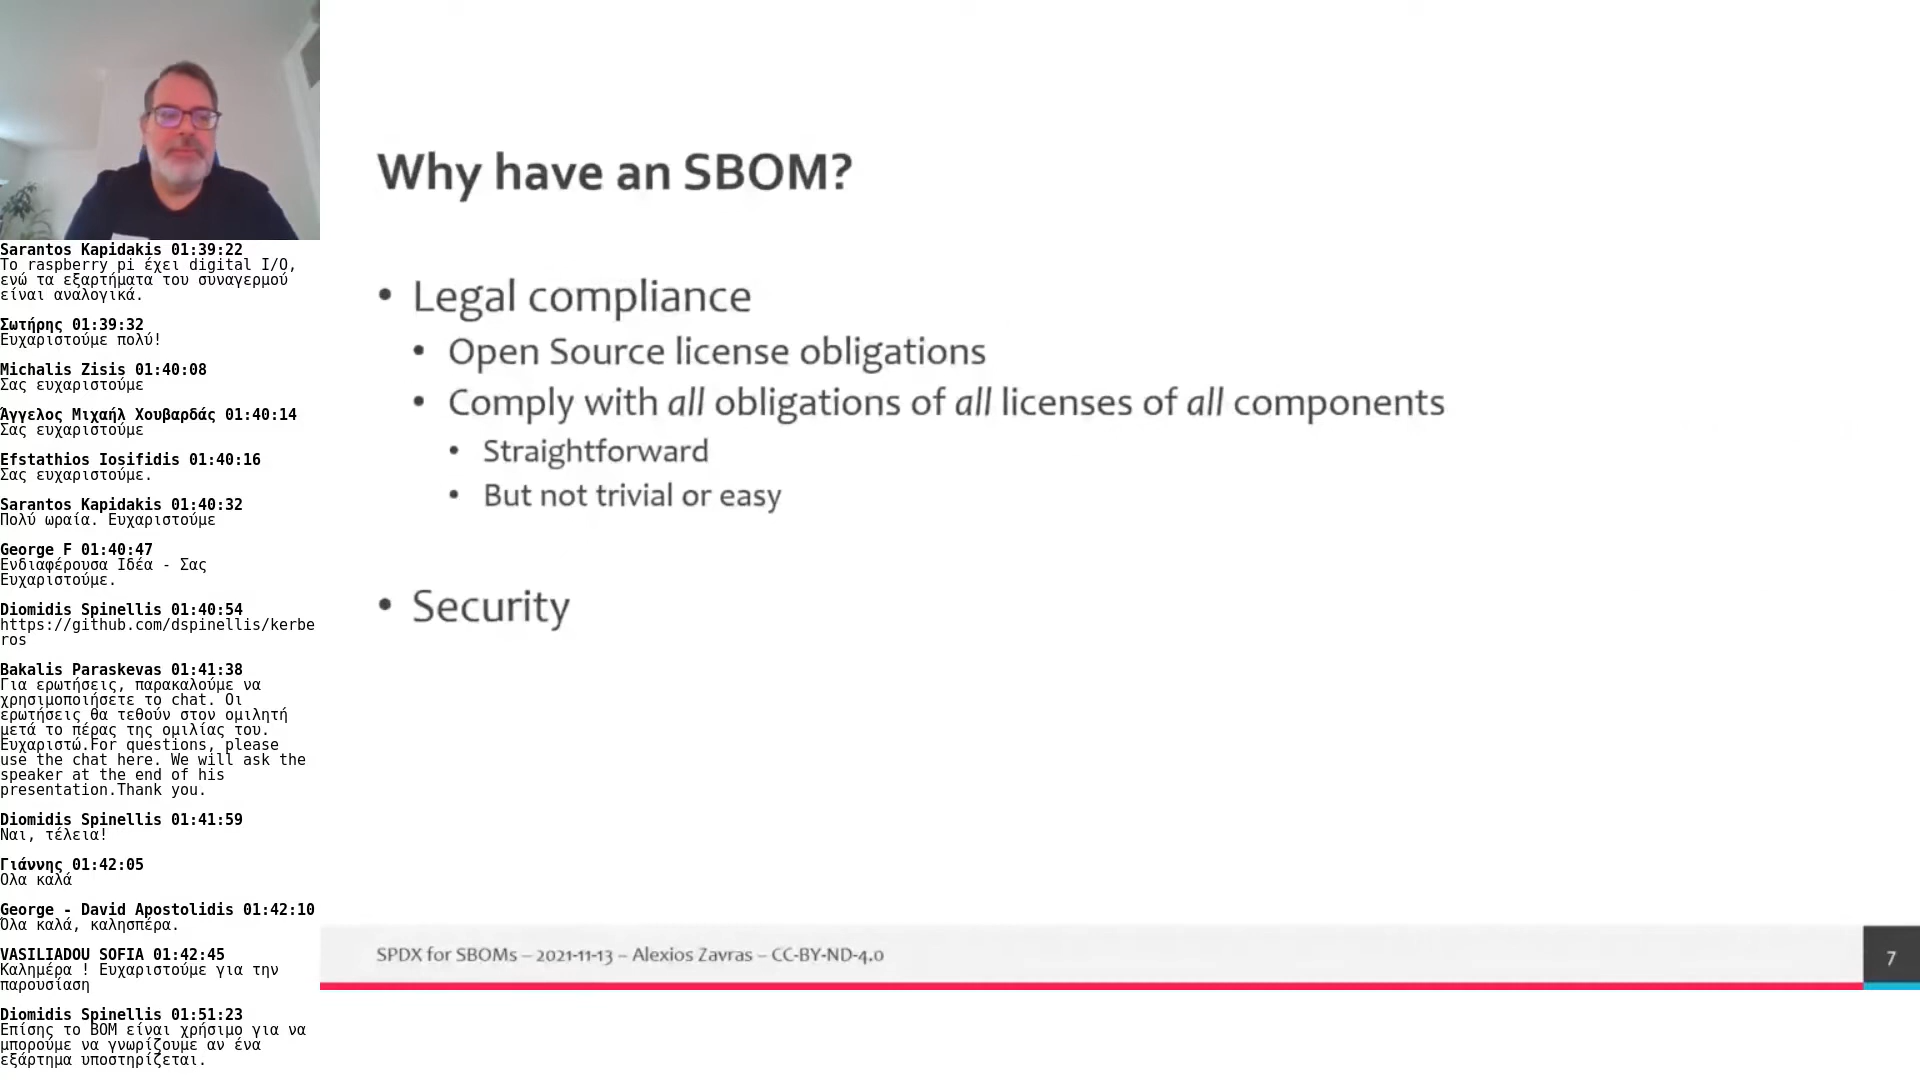 Sarantos Kapidakis 01:39:22
Το raspberry pi έχει digital I/O,
ενώ τα εξαρτήματα του συναγερμού
είναι αναλογικά.
Σωτήρης 01:39:32
Ευχαριστούμε πολύ!
Michalis Zisis 01:40:08
Σας ευχαριστούμε
Άγγελος Μιχαήλ Χουβαρδάς 01:40:14
Σας ευχαριστούμε
Efstathios Iosifidis 01:40:16
Σας ευχαριστούμε.
Sarantos Kapidakis 01:40:32
Πολύ ωραία. Ευχαριστούμε
George F 01:40:47
Ενδιαφέρουσα Ιδέα - Σας
Ευχαριστούμε.
Diomidis Spinellis 01:40:54
https://github.com/dspinellis/kerbe
ros
Bakalis Paraskevas 01:41:38
Για ερωτήσεις, παρακαλούμε να
χρησιμοποιήσετε το chat. Οι
ερωτήσεις θα τεθούν στον ομιλητή
μετά το πέρας της ομιλίας του.
Ευχαριστώ.For questions, please
use the chat here. We will ask the
speaker at the end of his
presentation.Thank you.
Diomidis Spinellis 01:41:59
Ναι, τέλεια!
Γιάννης 01:42:05
Ολα καλά
George - David Apostolidis 01:42:10
Όλα καλά, καλησπέρα.
VASILIADOU SOFIA 01:42:45
Καλημέρα ! Ευχαριστούμε για την
παρουσίαση
Diomidis Spinellis 01:51:23
Επίσης το BOM είναι χρήσιμο για να
μπορούμε να γνωρίζουμε αν ένα
εξάρτημα υποστηρίζεται.
Why have an SBOM?
• Legal compliance
• Open Source license obligations
• Comply with all obligations of all licenses of all components
• Straightforward
• But not trivial or easy
• Security
SPDX for SBOMs – 2021-11-13 – Alexios Zavras – CC-BY-ND-4.0
7